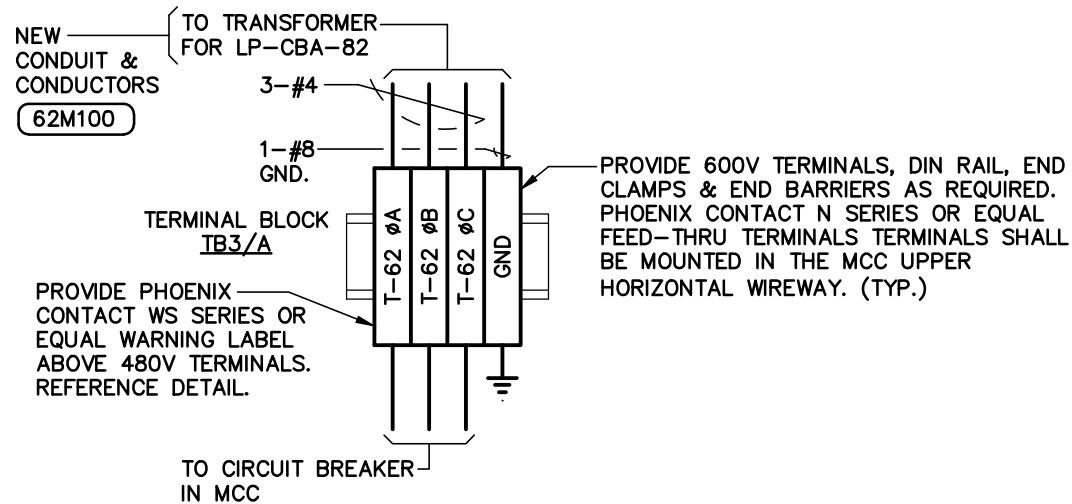 NEW
CONDUIT &
CONDUCTORS
62M100
TO TRANSFORMER
FOR LP-CBA-82
3-#4
1-#8
GND.
TERMINAL BLOCK
TB3/A
T-62 øA
T-62 øB
T-62 øC
GND
PROVIDE 600V TERMINALS, DIN RAIL, END
CLAMPS & END BARRIERS AS REQUIRED.
PHOENIX CONTACT N SERIES OR EQUAL
FEED-THRU TERMINALS TERMINALS SHALL
BE MOUNTED IN THE MCC UPPER
HORIZONTAL WIREWAY. (TYP.)
PROVIDE PHOENIX
CONTACT WS SERIES OR
EQUAL WARNING LABEL
ABOVE 480V TERMINALS.
REFERENCE DETAIL.
TO CIRCUIT BREAKER
IN MCC